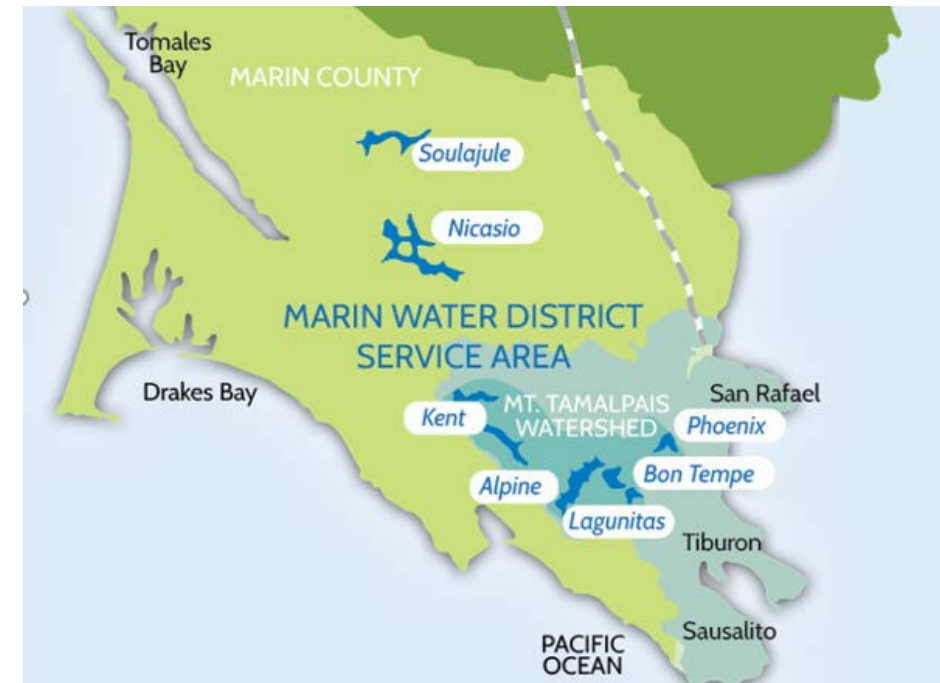 Tomales
Bay
MARIN COUNTY
Soulajule
Nicasio
MARIN WATER DISTRICT
SERVICE AREA
Drakes Bay
San Rafael
Kent
MT. TAMALPAIS
WATERSHED
Phoenix
Bon Tempe
Alpine
Lagunitas
Tiburon
Sausalito
PACIFIC
OCEAN